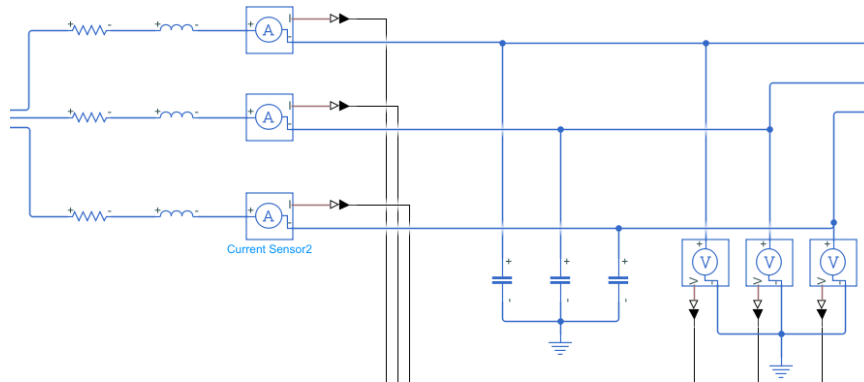 + - + - + A I -
+ - + - + A I -
+ - + - + A I -
Current Sensor2
+ + +
- - -
+ V V -
+ V V -
+ V V -